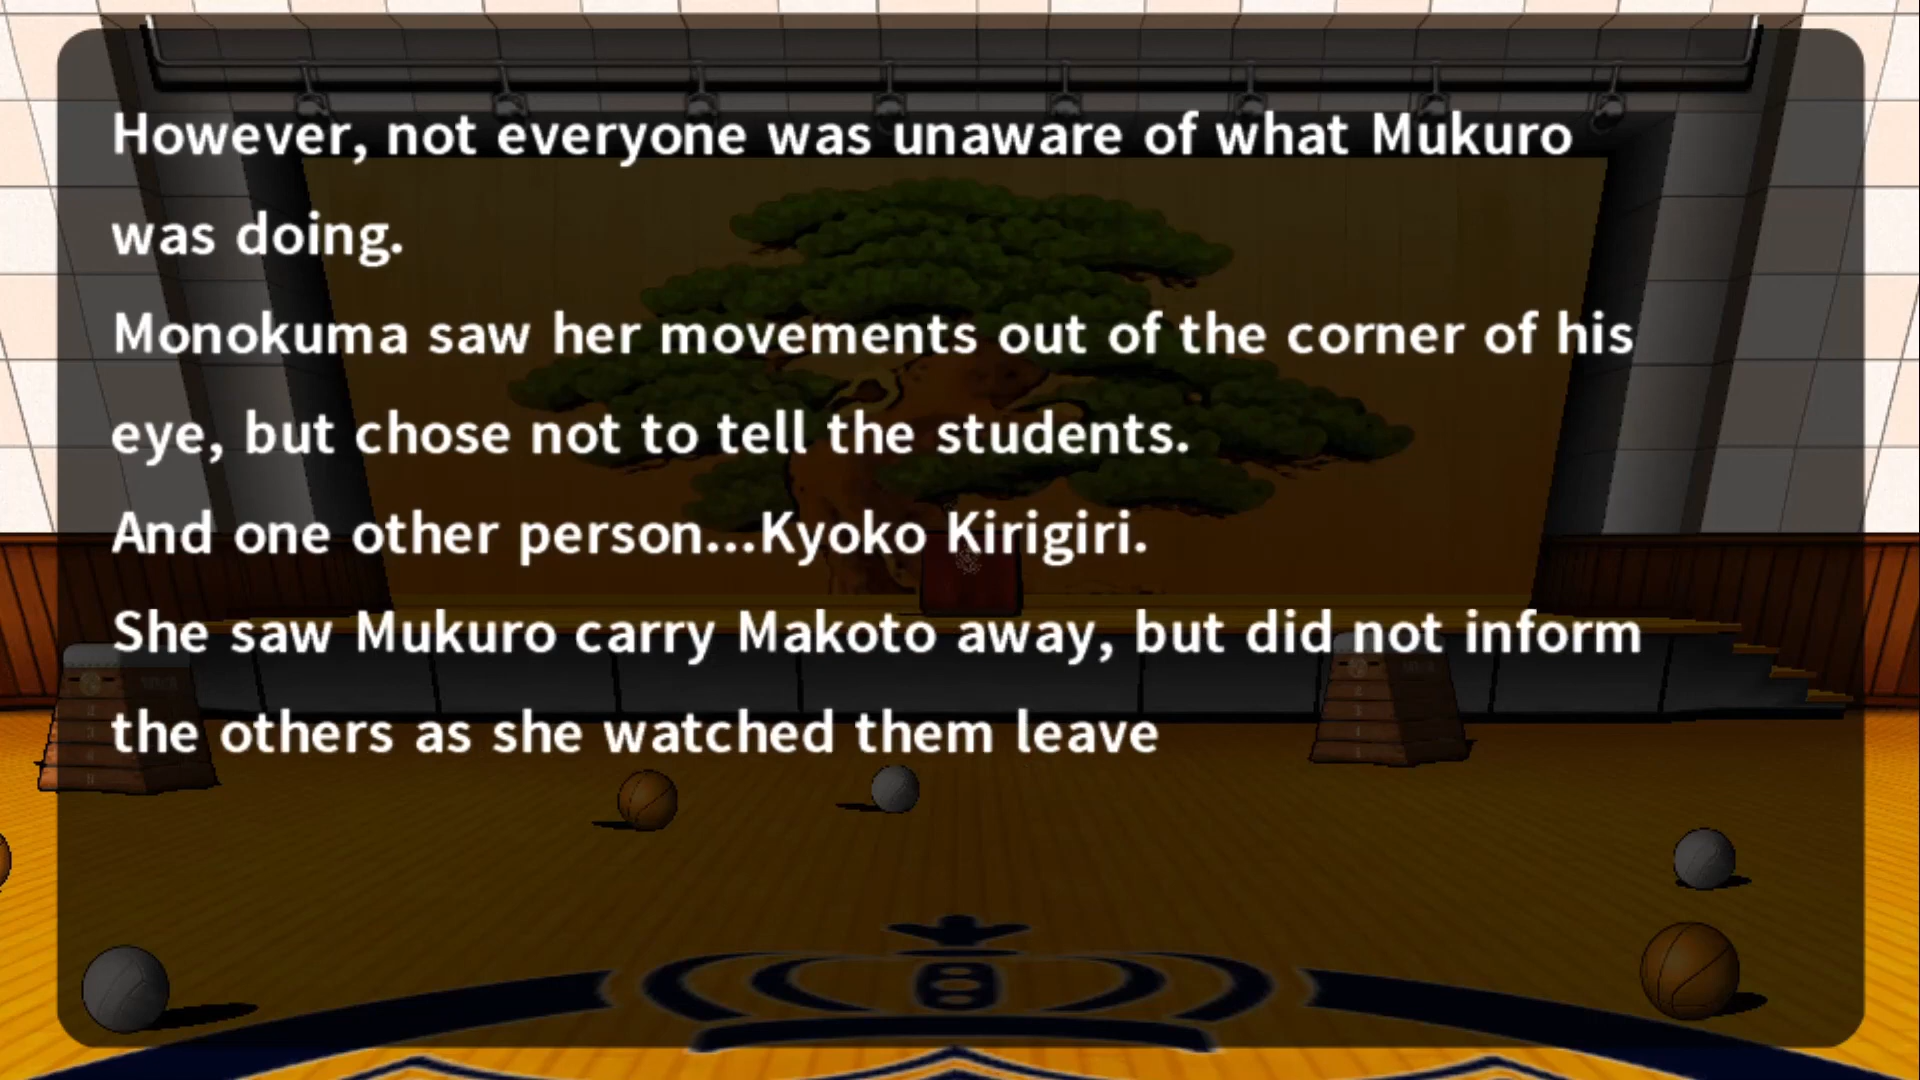 However, not everyone was unaware of what Mukuro
was doing.
Monokuma saw her movements out of the corner of his
eye, but chose not to tell the students.
And one other person...Kyoko Kirigiri.
She saw Mukuro carry Makoto away, but did not inform
the others as she watched them leave